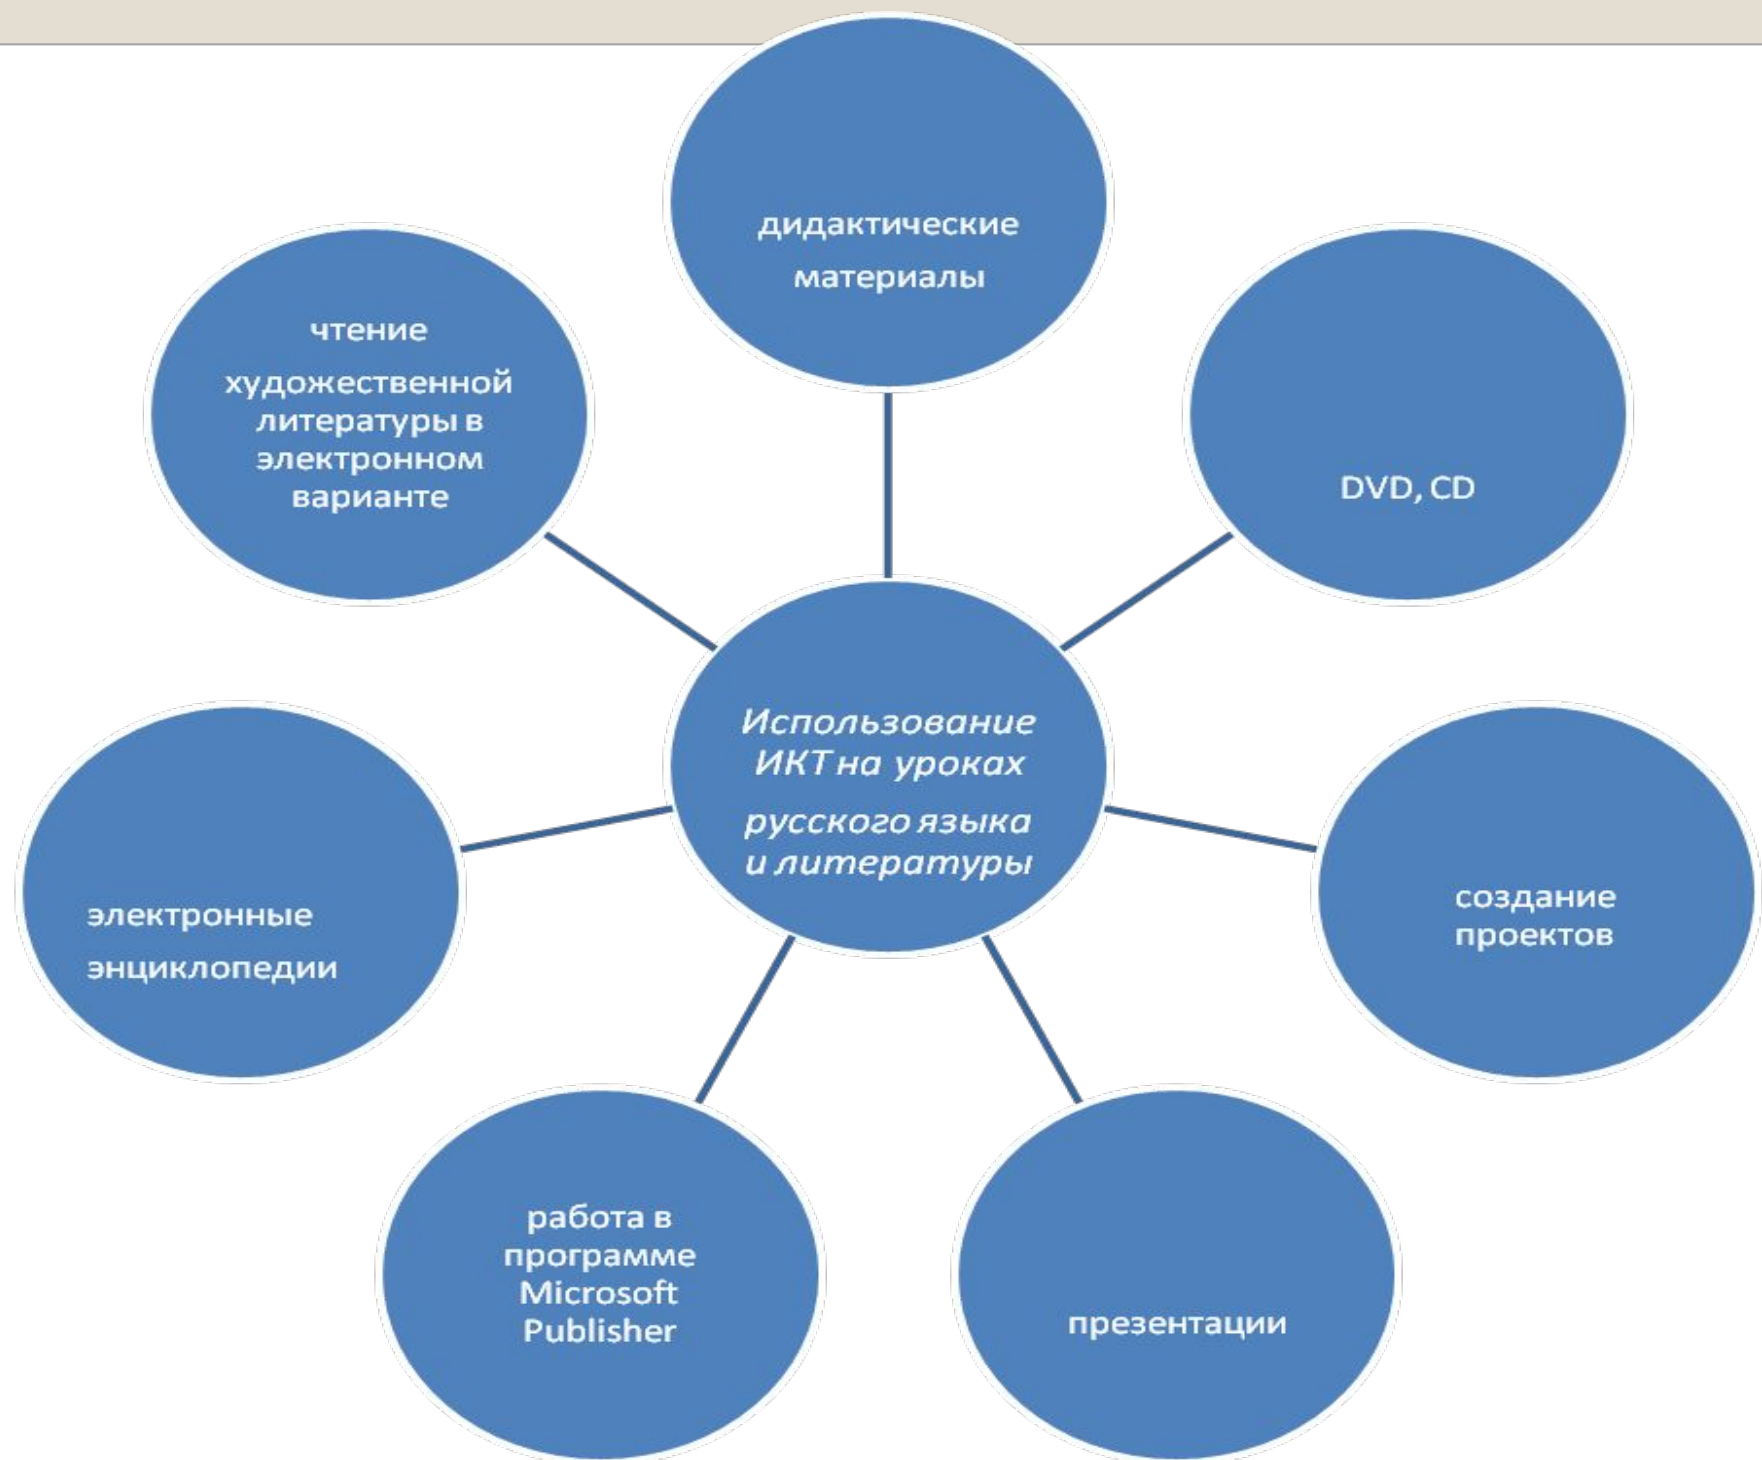 дидактические
материалы
чтение
художественной
литературы в
электронном
варианте
DVD, CD
Использование
ИКТ на уроках
русского языка
и литературы
электронные
энциклопедии
создание
проектов
работа в
программе
Microsoft
Publisher
презентации